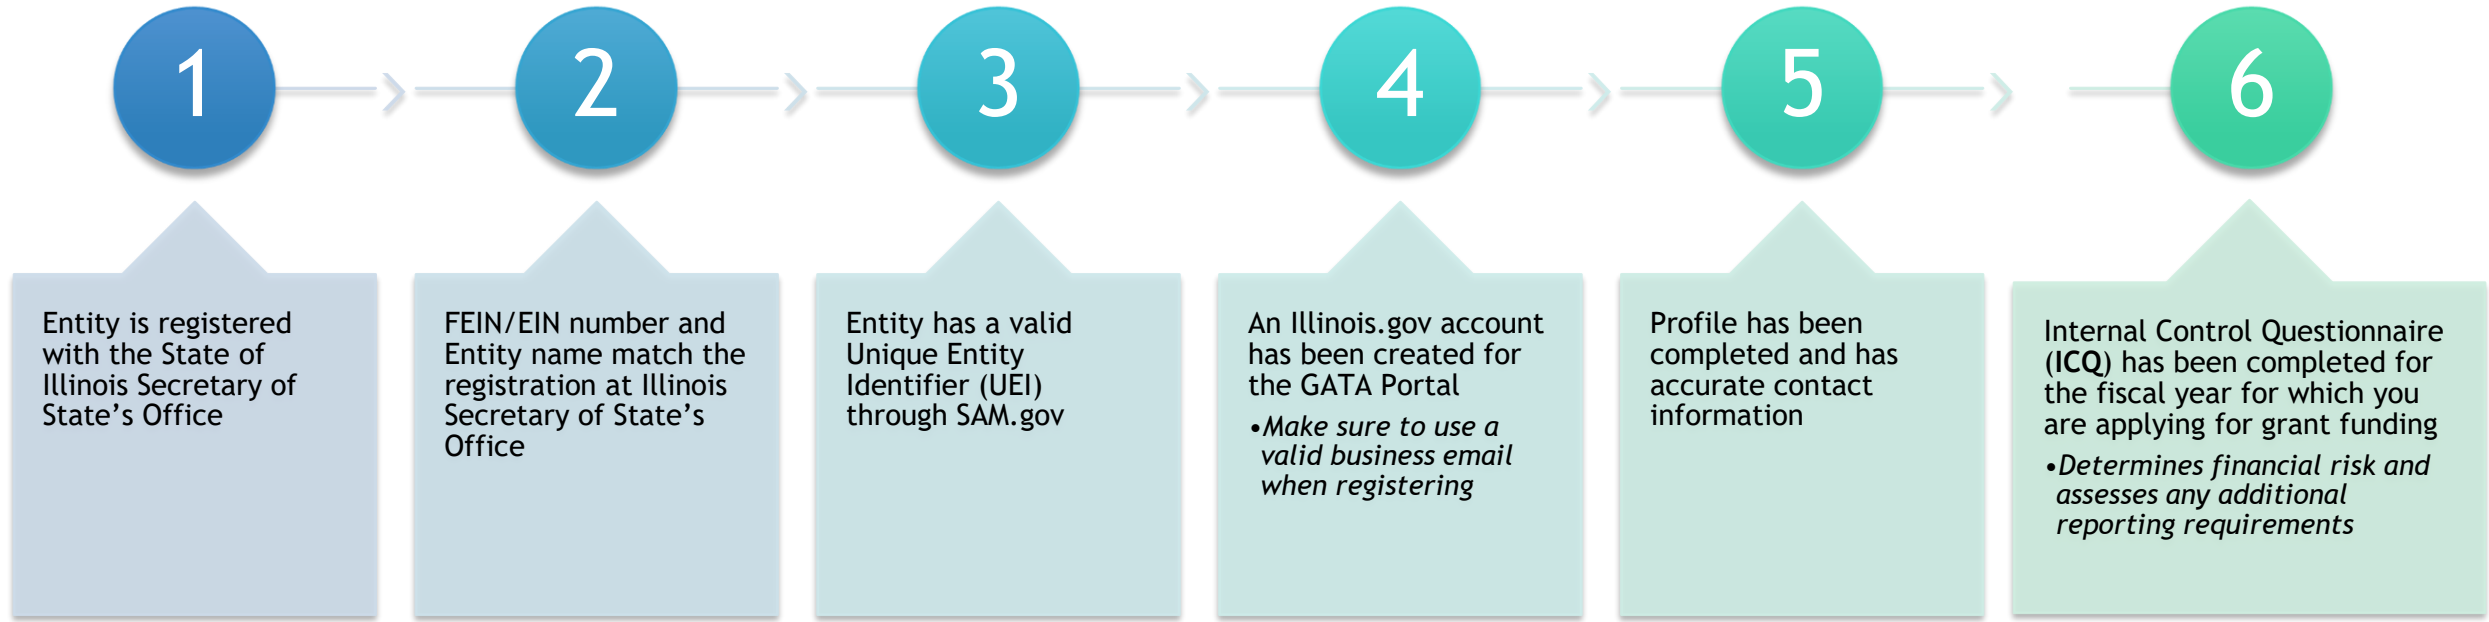 1
Entity is registered
with the State of
Illinois Secretary of
State’s Office
2
FEIN/EIN number and
Entity name match the
registration at Illinois
Secretary of State’s
Office
3
Entity has a valid
Unique Entity
Identifier (UEI)
through SAM.gov
4
An Illinois.gov account
has been created for
the GATA Portal
•Make sure to use a
valid business email
when registering
5
Profile has been
completed and has
accurate contact
information
6
Internal Control Questionnaire
(ICQ) has been completed for
the fiscal year for which you
are applying for grant funding
•Determines financial risk and
assesses any additional
reporting requirements